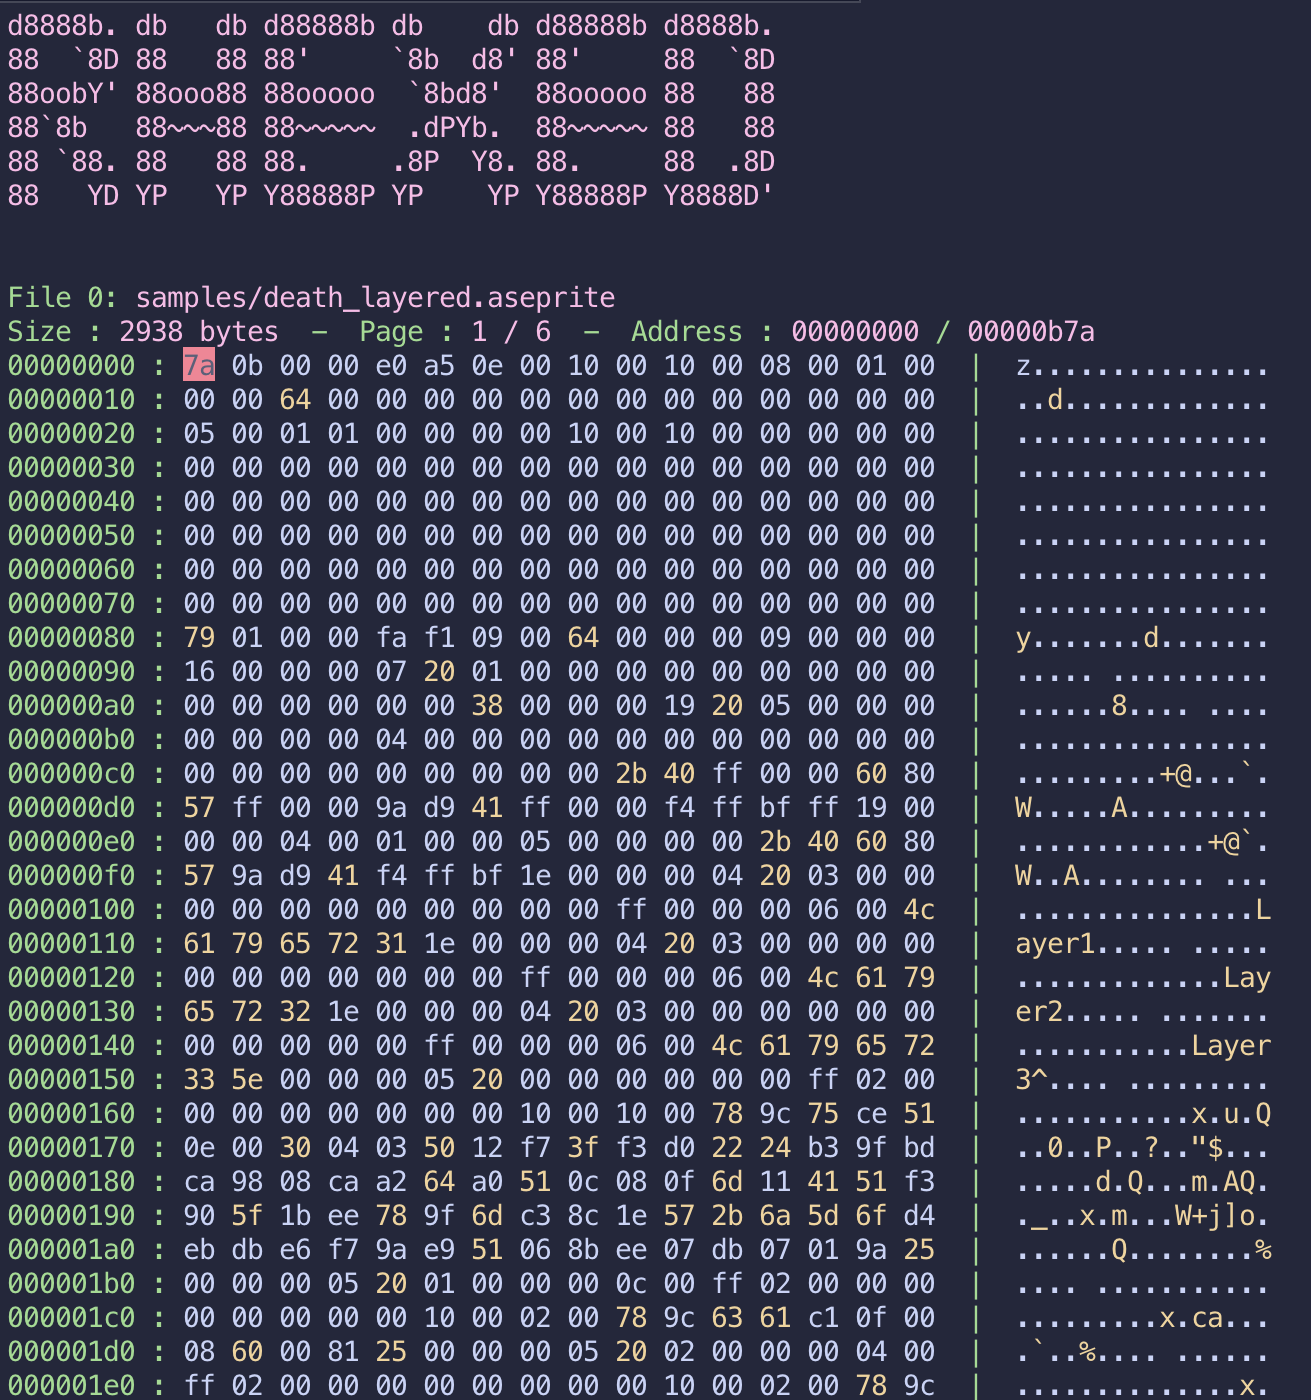 d8888b. db   db d88888b db    db d88888b d8888b.
88  `8D 88   88 88'     `8b  d8' 88'     88  `8D
88oobY' 88ooo88 88ooooo  `8bd8'  88ooooo 88   88
88`8b   88~~~88 88~~~~~  .dPYb.  88~~~~~ 88   88
88 `88. 88   88 88.     .8P  Y8. 88.     88  .8D
88   YD YP   YP Y88888P YP    YP Y88888P Y8888D'
File 0: samples/death_layered.aseprite
Size : 2938 bytes  –  Page : 1 / 6  –  Address : 00000000 / 00000b7a
00000000 : 7a 0b 00 00 e0 a5 0e 00 10 00 10 00 08 00 01 00  |  z...............
00000010 : 00 00 64 00 00 00 00 00 00 00 00 00 00 00 00 00  |  ..d.............
00000020 : 05 00 01 01 00 00 00 00 10 00 10 00 00 00 00 00  |  ................
00000030 : 00 00 00 00 00 00 00 00 00 00 00 00 00 00 00 00  |  ................
00000040 : 00 00 00 00 00 00 00 00 00 00 00 00 00 00 00 00  |  ................
00000050 : 00 00 00 00 00 00 00 00 00 00 00 00 00 00 00 00  |  ................
00000060 : 00 00 00 00 00 00 00 00 00 00 00 00 00 00 00 00  |  ................
00000070 : 00 00 00 00 00 00 00 00 00 00 00 00 00 00 00 00  |  ................
00000080 : 79 01 00 00 fa f1 09 00 64 00 00 00 09 00 00 00  |  y.......d.......
00000090 : 16 00 00 00 07 20 01 00 00 00 00 00 00 00 00 00  |  ..... ..........
000000a0 : 00 00 00 00 00 00 38 00 00 00 19 20 05 00 00 00  |  ......8.... ....
000000b0 : 00 00 00 00 04 00 00 00 00 00 00 00 00 00 00 00  |  ................
000000c0 : 00 00 00 00 00 00 00 00 00 2b 40 ff 00 00 60 80  |  .........+@...`.
000000d0 : 57 ff 00 00 9a d9 41 ff 00 00 f4 ff bf ff 19 00  |  W.....A.........
000000e0 : 00 00 04 00 01 00 00 05 00 00 00 00 2b 40 60 80  |  ............+@`.
000000f0 : 57 9a d9 41 f4 ff bf 1e 00 00 00 04 20 03 00 00  |  W..A........ ...
00000100 : 00 00 00 00 00 00 00 00 00 ff 00 00 00 06 00 4c  |  ...............L
00000110 : 61 79 65 72 31 1e 00 00 00 04 20 03 00 00 00 00  |  ayer1..... .....
00000120 : 00 00 00 00 00 00 00 ff 00 00 00 06 00 4c 61 79  |  .............Lay
00000130 : 65 72 32 1e 00 00 00 04 20 03 00 00 00 00 00 00  |  er2..... .......
00000140 : 00 00 00 00 00 ff 00 00 00 06 00 4c 61 79 65 72  |  ...........Layer
00000150 : 33 5e 00 00 00 05 20 00 00 00 00 00 00 ff 02 00  |  3^.... .........
00000160 : 00 00 00 00 00 00 00 10 00 10 00 78 9c 75 ce 51  |  ...........x.u.Q
00000170 : 0e 00 30 04 03 50 12 f7 3f f3 d0 22 24 b3 9f bd  |  ..0..P..?.."$...
00000180 : ca 98 08 ca a2 64 a0 51 0c 08 0f 6d 11 41 51 f3  |  .....d.Q...m.AQ.
00000190 : 90 5f 1b ee 78 9f 6d c3 8c 1e 57 2b 6a 5d 6f d4  |  ._..x.m...W+j]o.
000001a0 : eb db e6 f7 9a e9 51 06 8b ee 07 db 07 01 9a 25  |  ......Q........%
000001b0 : 00 00 00 05 20 01 00 00 00 0c 00 ff 02 00 00 00  |  .... ...........
000001c0 : 00 00 00 00 00 10 00 02 00 78 9c 63 61 c1 0f 00  |  .........x.ca...
000001d0 : 08 60 00 81 25 00 00 00 05 20 02 00 00 00 04 00  |  .`..%.... ......
000001e0 : ff 02 00 00 00 00 00 00 00 00 10 00 02 00 78 9c  |  ..............x.